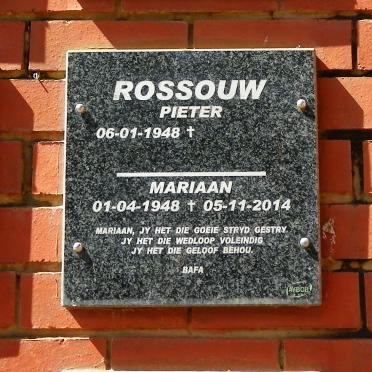 ROSSOUW
PIETER
06-01-1948 †
MARIAAN
01-04-1948 † 05-11-2014
MARIAAN, JY HET DIE GOEIE STRYD GESTRY.
JY HET DIE WEDLOOP VOLEINDIG
JY HET DIE GELOOF BEHOU.
BAFA
AVBOB